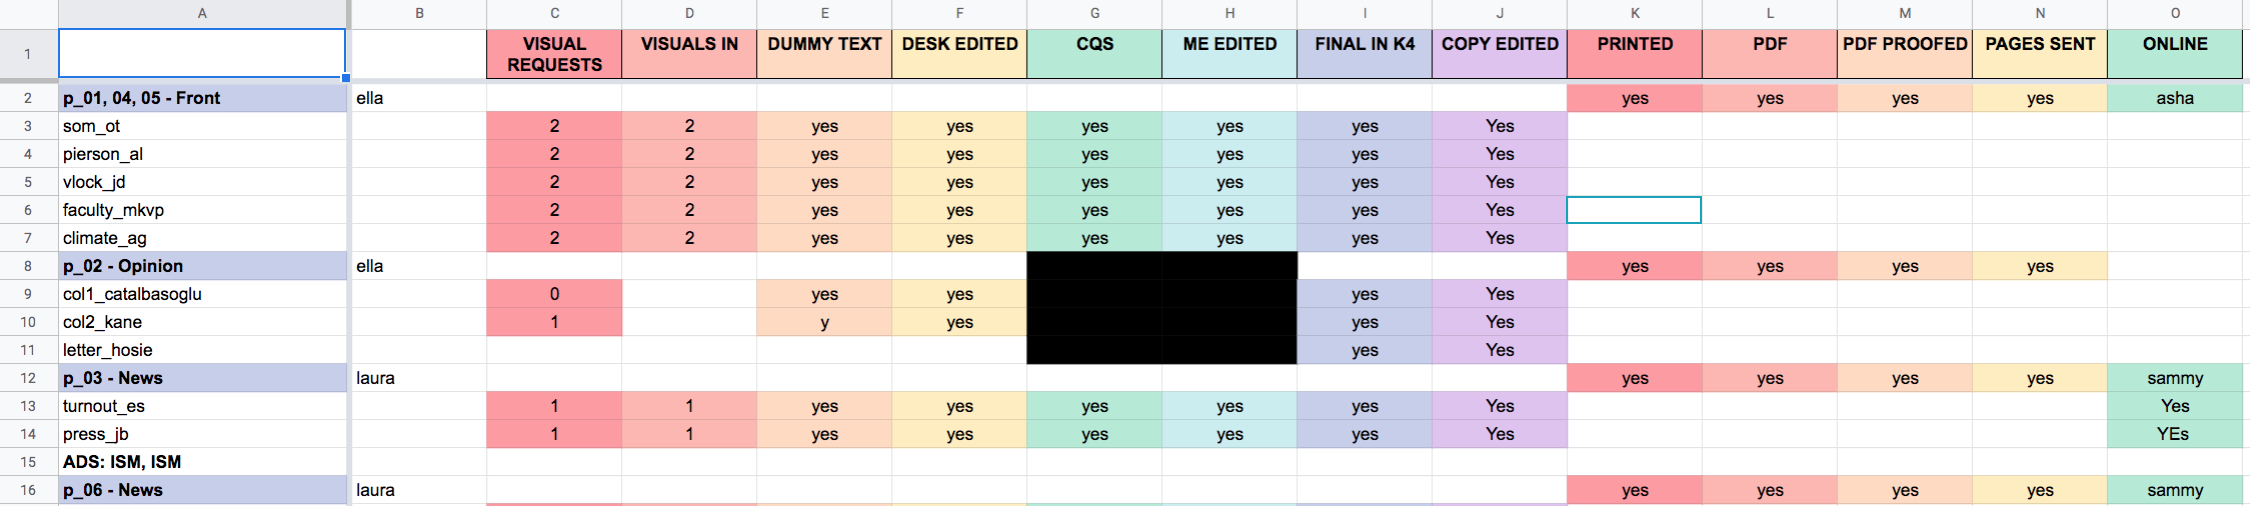 A B C D E F G H I J K L M N O
1 VISUAL REQUESTS VISUALS IN DUMMY TEXT DESK EDITED CQS ME EDITED FINAL IN K4 COPY EDITED PRINTED PDF PDF PROOFED PAGES SENT ONLINE
2 p_01, 04, 05 - Front ella yes yes yes yes asha
3 som_ot 2 2 yes yes yes yes yes Yes
4 pierson_al 2 2 yes yes yes yes yes Yes
5 vlock_jd 2 2 yes yes yes yes yes Yes
6 faculty_mkvp 2 2 yes yes yes yes yes Yes
7 climate_ag 2 2 yes yes yes yes yes Yes
8 p_02 - Opinion ella yes yes yes yes
9 col1_catalbasoglu 0 yes yes yes Yes
10 col2_kane 1 y yes yes Yes
11 letter_hosie yes Yes
12 p_03 - News laura yes yes yes yes sammy
13 turnout_es 1 1 yes yes yes yes yes Yes Yes
14 press_jb 1 1 yes yes yes yes yes Yes YEs
15 ADS: ISM, ISM
16 p_06 - News laura yes yes yes yes sammy